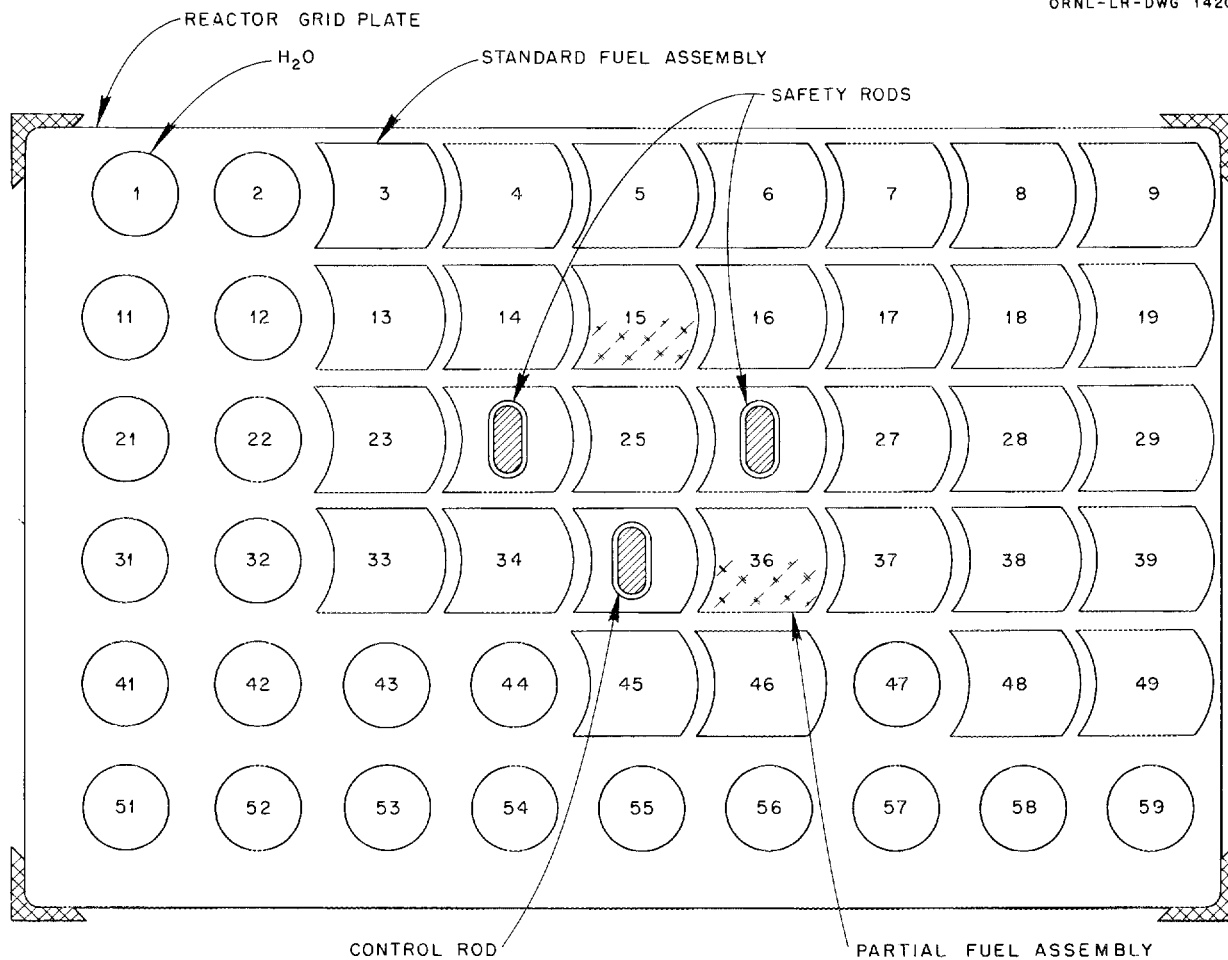 ORNL-LR-DWG 1420
REACTOR GRID PLATE
H₂O
STANDARD FUEL ASSEMBLY
SAFETY RODS
1 2 3 4 5 6 7 8 9
11 12 13 14 15 16 17 18 19
21 22 23 25 27 28 29
31 32 33 34 36 37 38 39
41 42 43 44 45 46 47 48 49
51 52 53 54 55 56 57 58 59
CONTROL ROD
PARTIAL FUEL ASSEMBLY